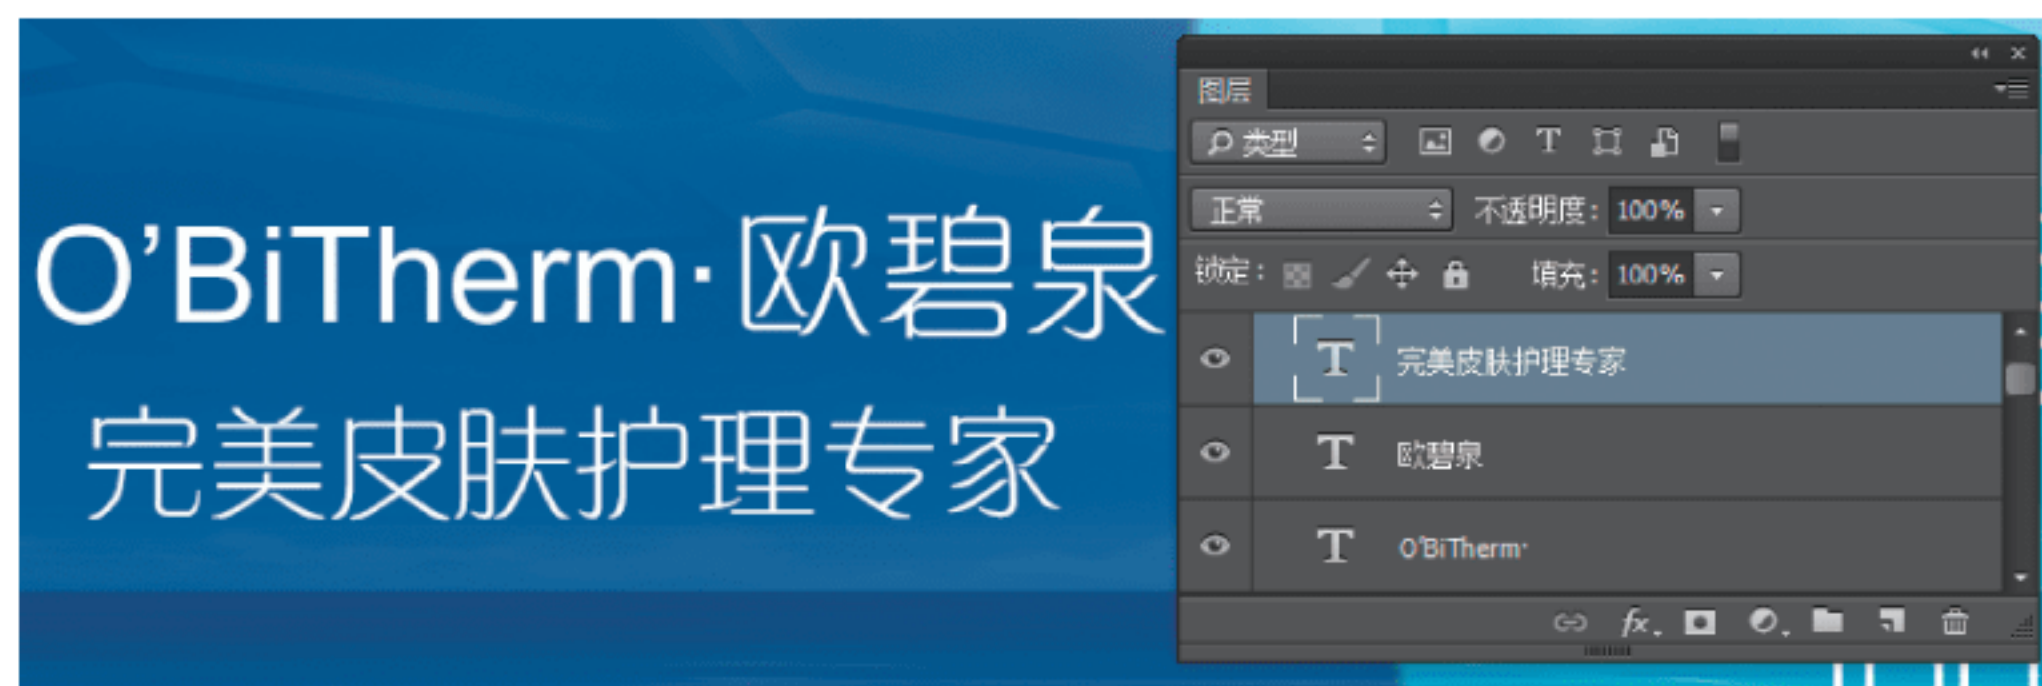 O’BiTherm·欧碧泉
完美皮肤护理专家
图层
类型
T
正常
不透明度: 100%
锁定:
填充: 100%
T 完美皮肤护理专家
T 欧碧泉
T O'BiTherm·
fx